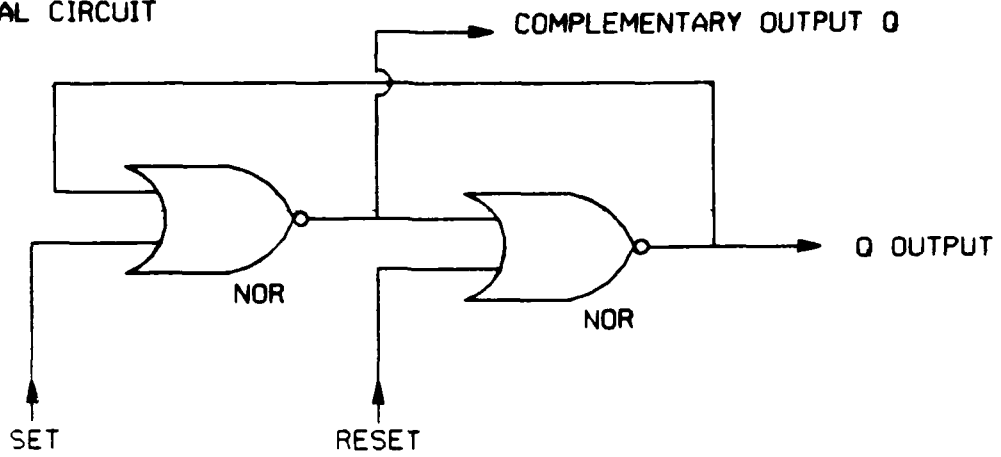 AL CIRCUIT
COMPLEMENTARY OUTPUT Q
NOR
Q OUTPUT
NOR
SET
RESET